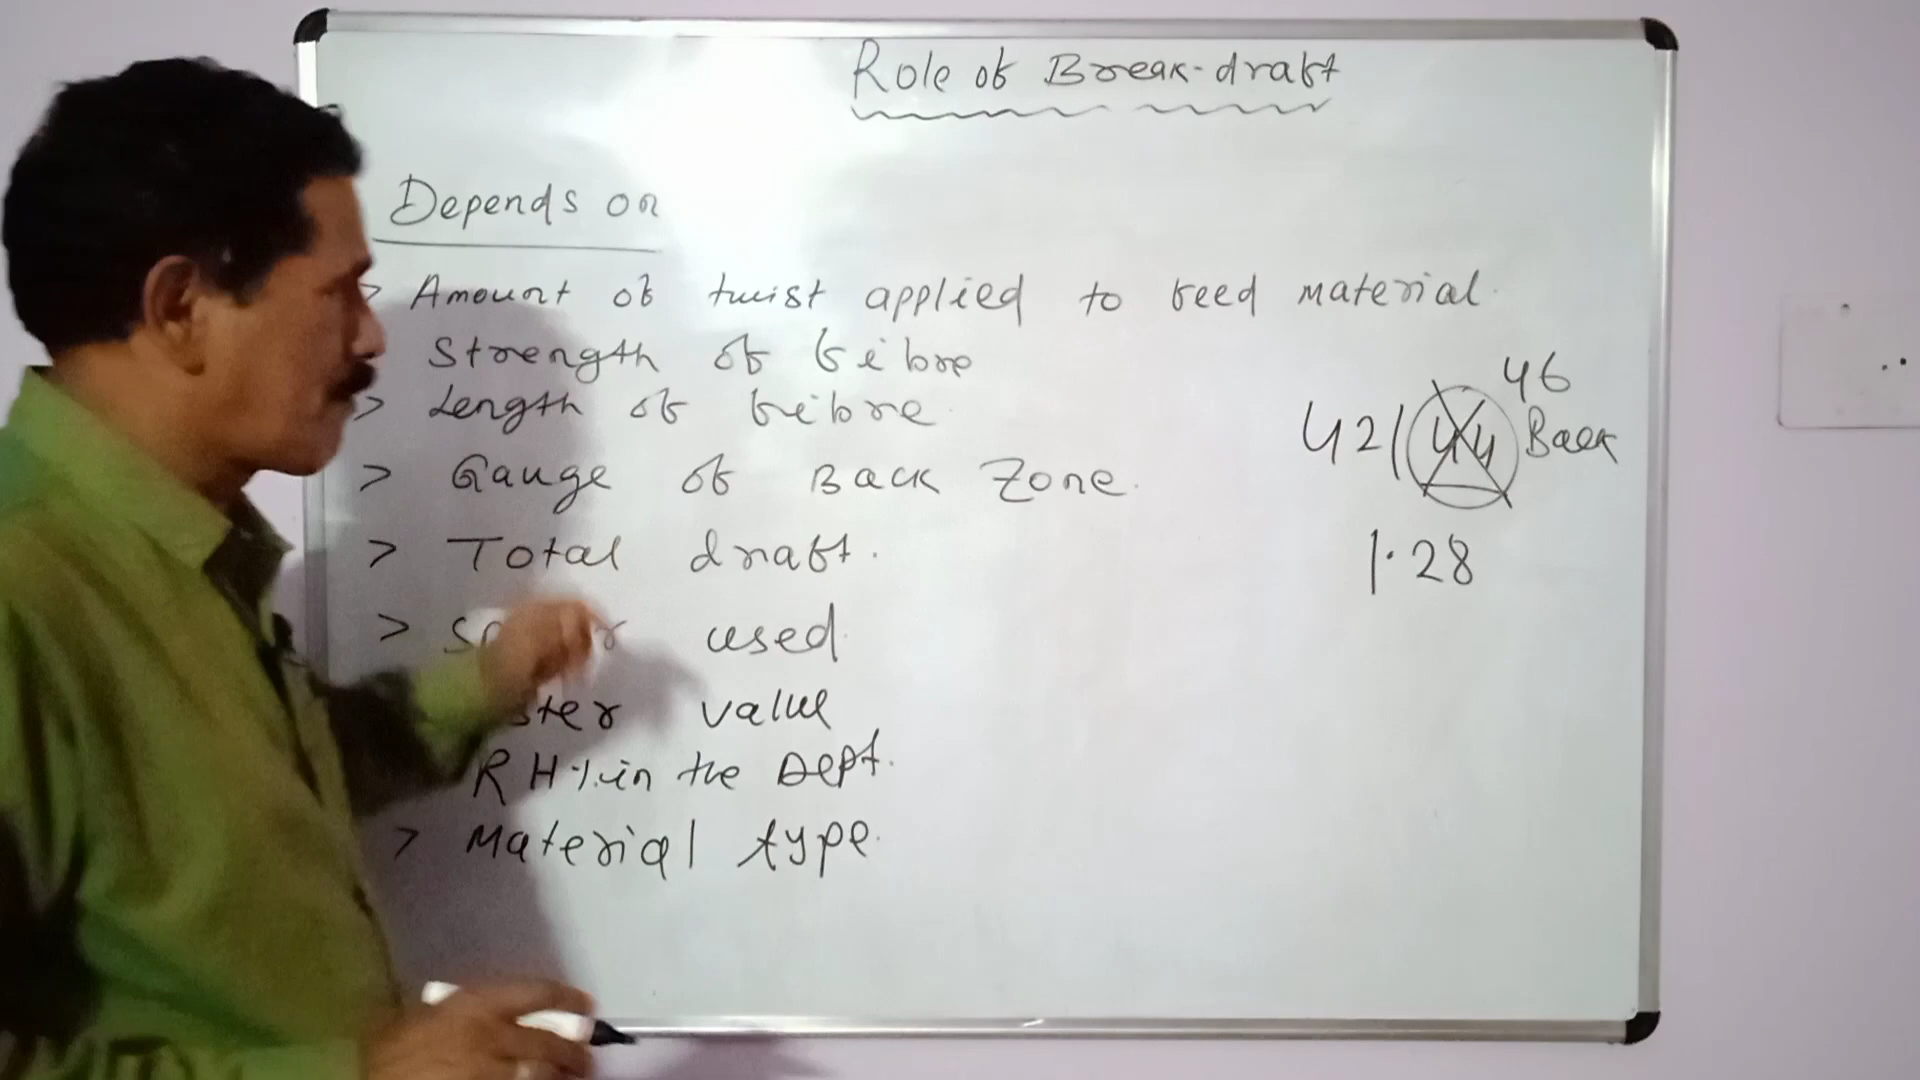 Role of Break-draft
Depends on
> Amount of twist applied to feed material.
Strength of fibre
> Length of fibre
> Gauge of Back Zone.
> Total draft.
> used.
value
RH% in the Dept.
> Material type.
46
42/44 Back
1.28